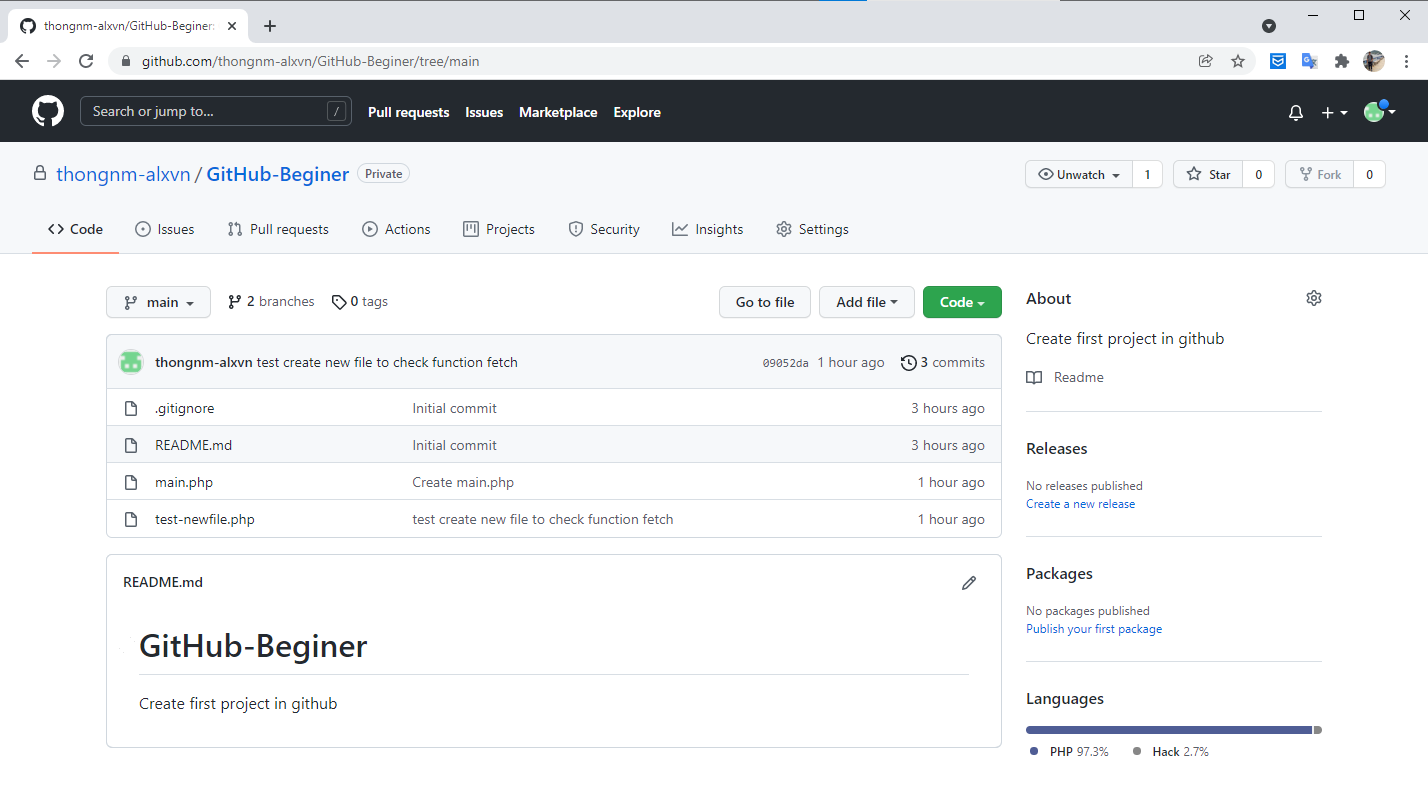 thongnm-alxvn/GitHub-Beginer:
github.com/thongnm-alxvn/GitHub-Beginer/tree/main
Search or jump to... / Pull requests Issues Marketplace Explore
thongnm-alxvn / GitHub-Beginer Private Unwatch 1 Star 0 Fork 0
Code Issues Pull requests Actions Projects Security Insights Settings
main 2 branches 0 tags Go to file Add file Code
thongnm-alxvn test create new file to check function fetch 09052da 1 hour ago 3 commits
.gitignore Initial commit 3 hours ago
README.md Initial commit 3 hours ago
main.php Create main.php 1 hour ago
test-newfile.php test create new file to check function fetch 1 hour ago
README.md
GitHub-Beginer
Create first project in github
About
Create first project in github
Readme
Releases
No releases published
Create a new release
Packages
No packages published
Publish your first package
Languages
PHP 97.3% Hack 2.7%